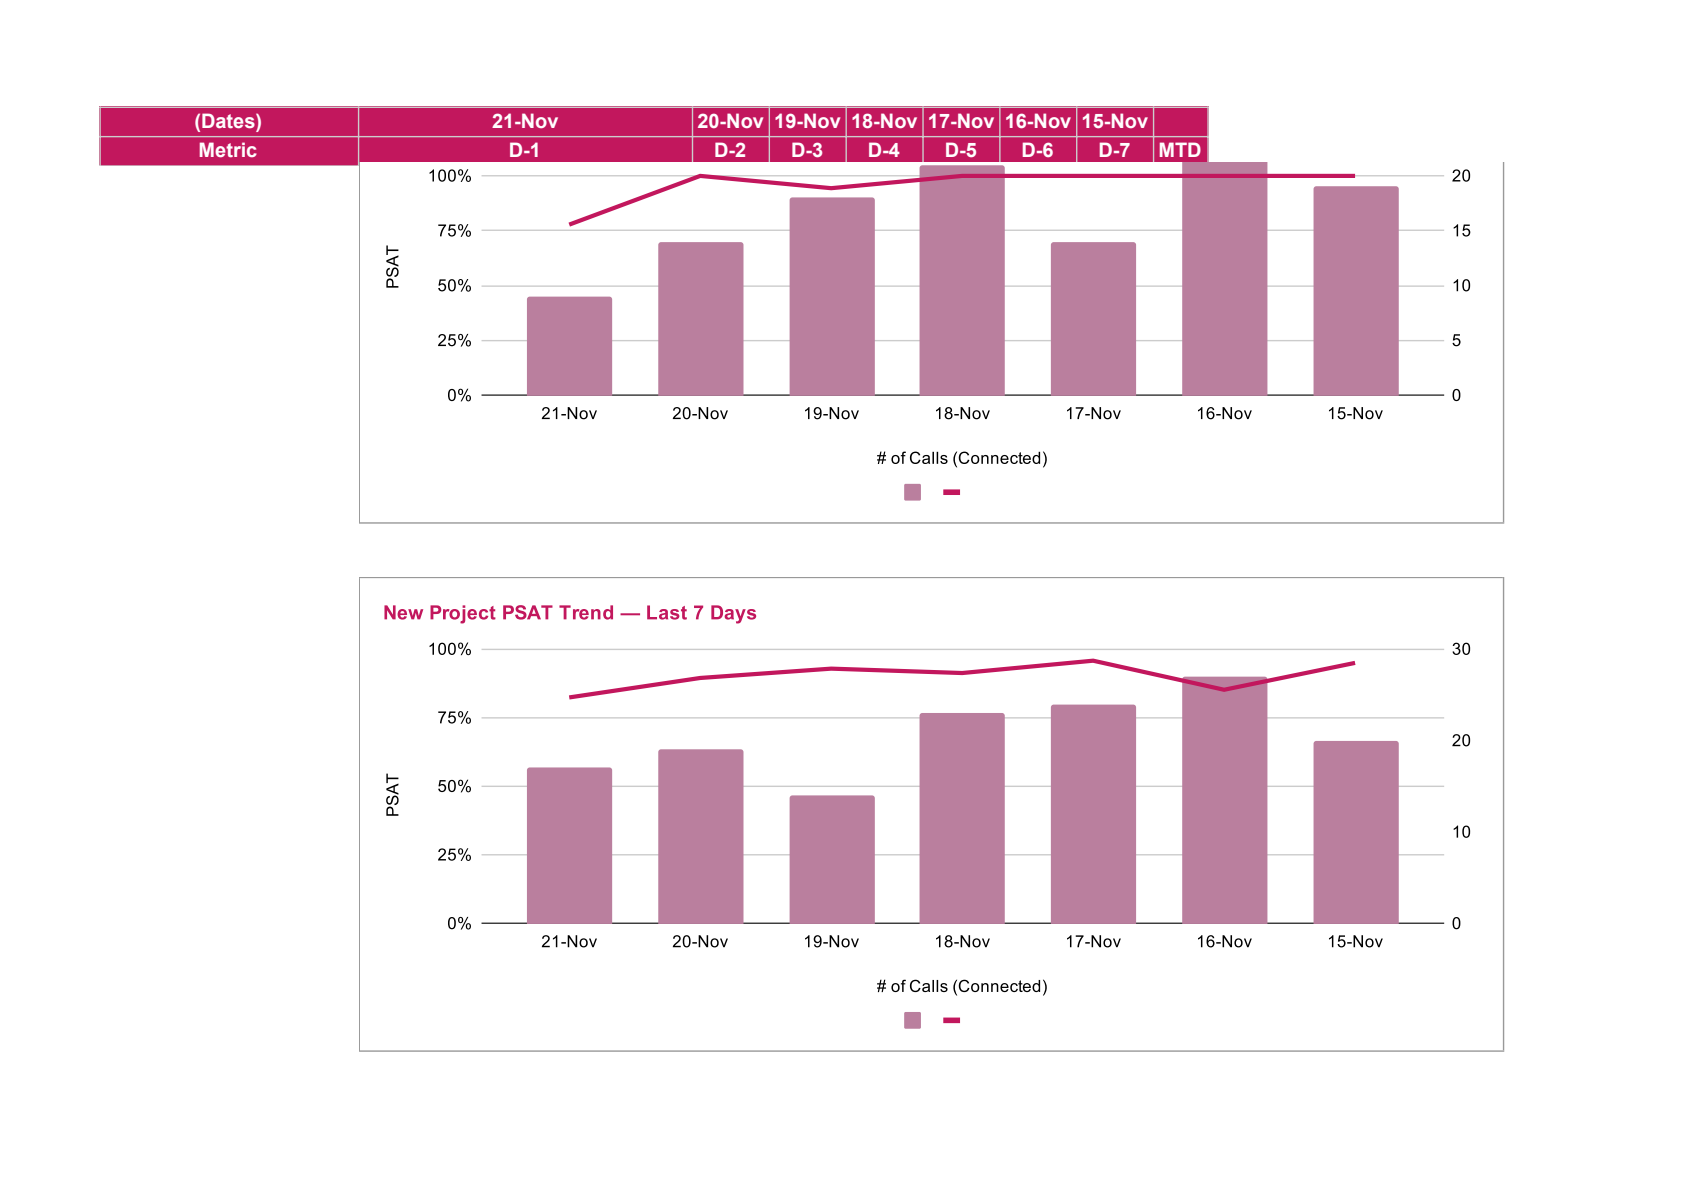 (Dates) 21-Nov 20-Nov 19-Nov 18-Nov 17-Nov 16-Nov 15-Nov
Metric D-1 D-2 D-3 D-4 D-5 D-6 D-7 MTD
100% 20
75% 15
PSAT
50% 10
25% 5
0% 0
21-Nov 20-Nov 19-Nov 18-Nov 17-Nov 16-Nov 15-Nov
# of Calls (Connected)
New Project PSAT Trend — Last 7 Days
100% 30
75%
20
PSAT
50%
10
25%
0% 0
21-Nov 20-Nov 19-Nov 18-Nov 17-Nov 16-Nov 15-Nov
# of Calls (Connected)